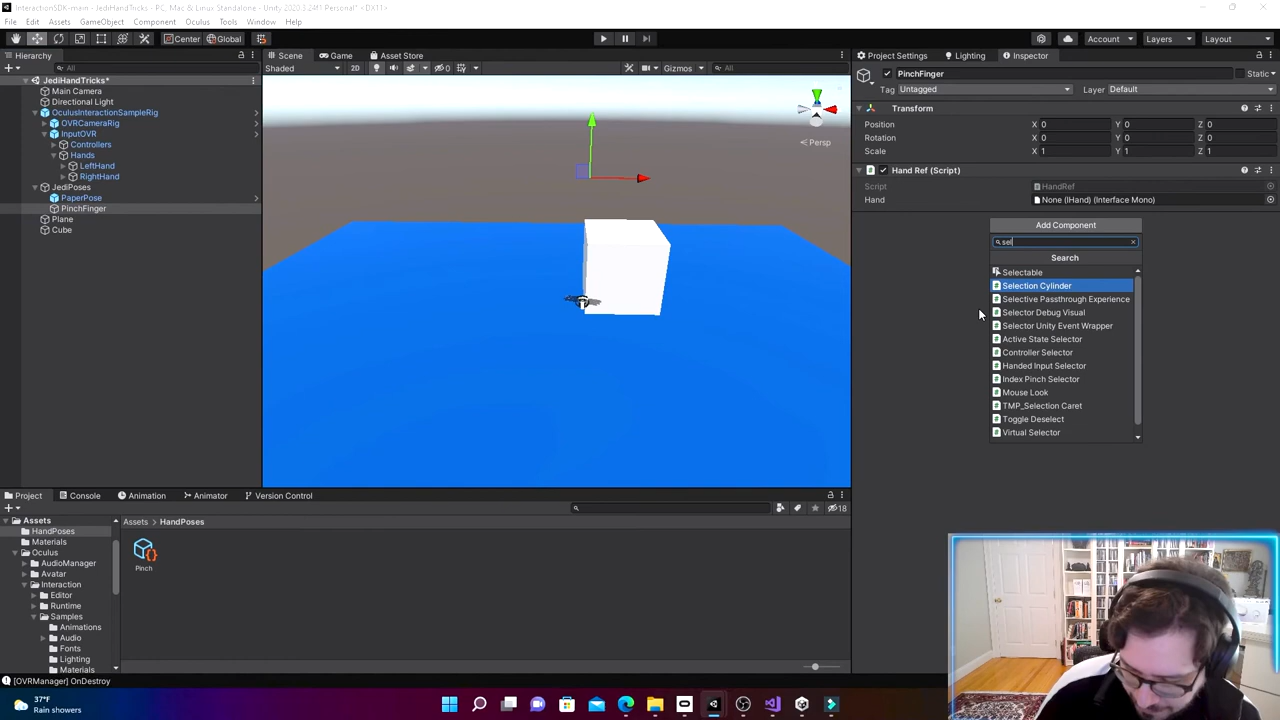 InteractionSDK-main - JediHandTricks - PC, Mac & Linux Standalone - Unity 2020.3.24f1 Personal* <DX11>
File Edit Assets GameObject Component Oculus Tools Window Help
Center Global Account Layers Layout
Hierarchy Scene Game Asset Store Project Settings Lighting Inspector
All
Shaded 2D Gizmos All
JediHandTricks*
Main Camera
Directional Light
OculusInteractionSampleRig
OVRCameraRig
InputOVR
Controllers
Hands
LeftHand
RightHand
JediPoses
PaperPose
PinchFinger
Plane
Cube
Persp
PinchFinger Static
Tag Untagged Layer Default
Transform
Position X 0 Y 0 Z 0
Rotation X 0 Y 0 Z 0
Scale X 1 Y 1 Z 1
Hand Ref (Script)
Script HandRef
Hand None (IHand) (Interface Mono)
Add Component
sel
Search
Selectable
Selection Cylinder
Selective Passthrough Experience
Selector Debug Visual
Selector Unity Event Wrapper
Active State Selector
Controller Selector
Handed Input Selector
Index Pinch Selector
Mouse Look
TMP_Selection Caret
Toggle Deselect
Virtual Selector
Project Console Animation Animator Version Control
18
Assets
HandPoses
Materials
Oculus
AudioManager
Avatar
Interaction
Editor
Runtime
Samples
Animations
Audio
Fonts
Lighting
Materials
Assets > HandPoses
Pinch
[OVRManager] OnDestroy
37°F
Rain showers